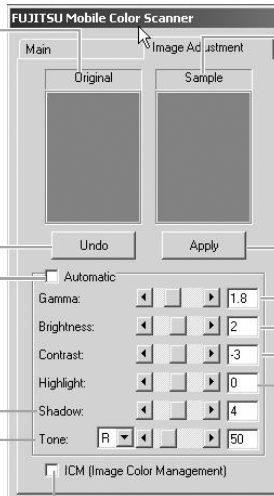 FUJITSU Mobile Color Scanner
Main Image Adustment
Original Sample
Undo Apply
Automatic
Gamma: 1.8
Brightness: 2
Contrast: -3
Highlight: 0
Shadow: 4
Tone: R 50
ICM (Image Color Management)